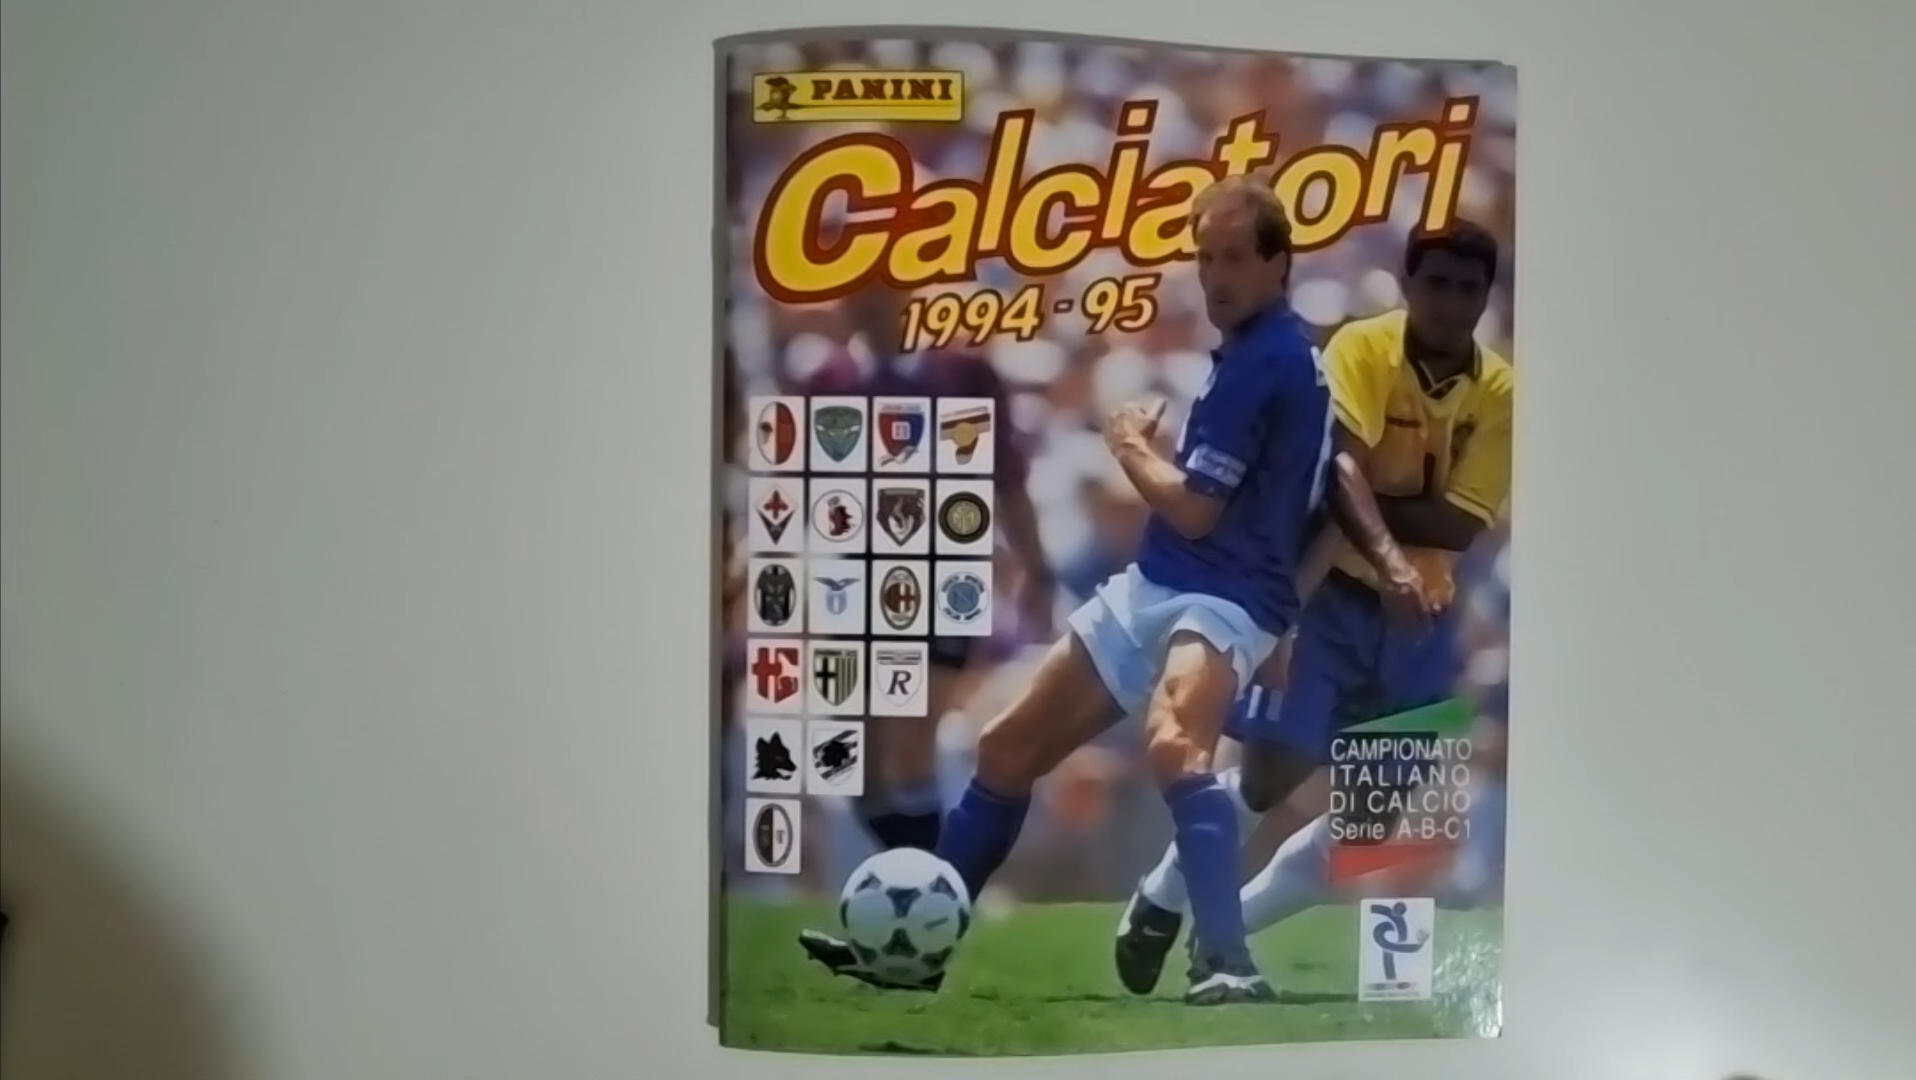 PANINI
Calciatori
1994-95
R
CAMPIONATO
ITALIANO
DI CALCIO
Serie A-B-C1